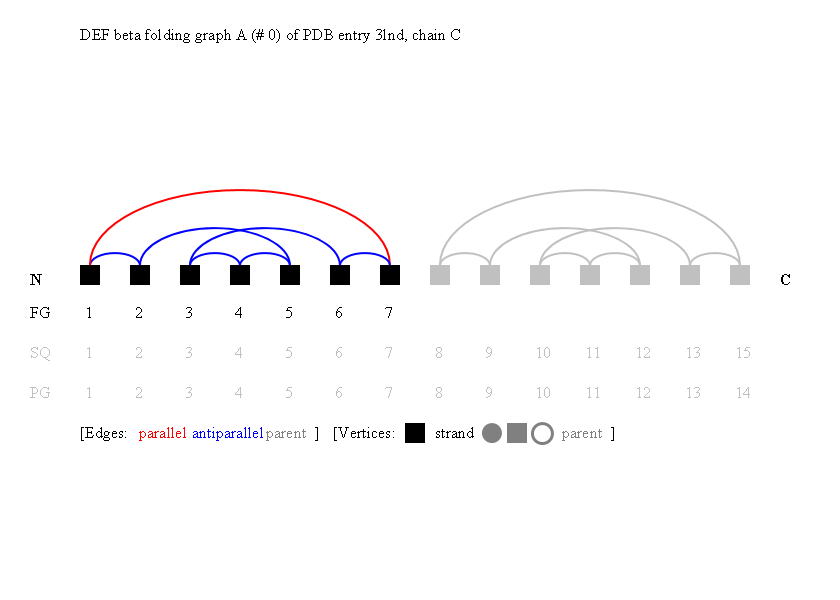 DEF beta folding graph A (# 0) of PDB entry 3lnd, chain C
N C
FG 1 2 3 4 5 6 7
SQ 1 2 3 4 5 6 7 8 9 10 11 12 13 15
PG 1 2 3 4 5 6 7 8 9 10 11 12 13 14
[Edges: parallel antiparallel parent ] [Vertices: strand parent ]